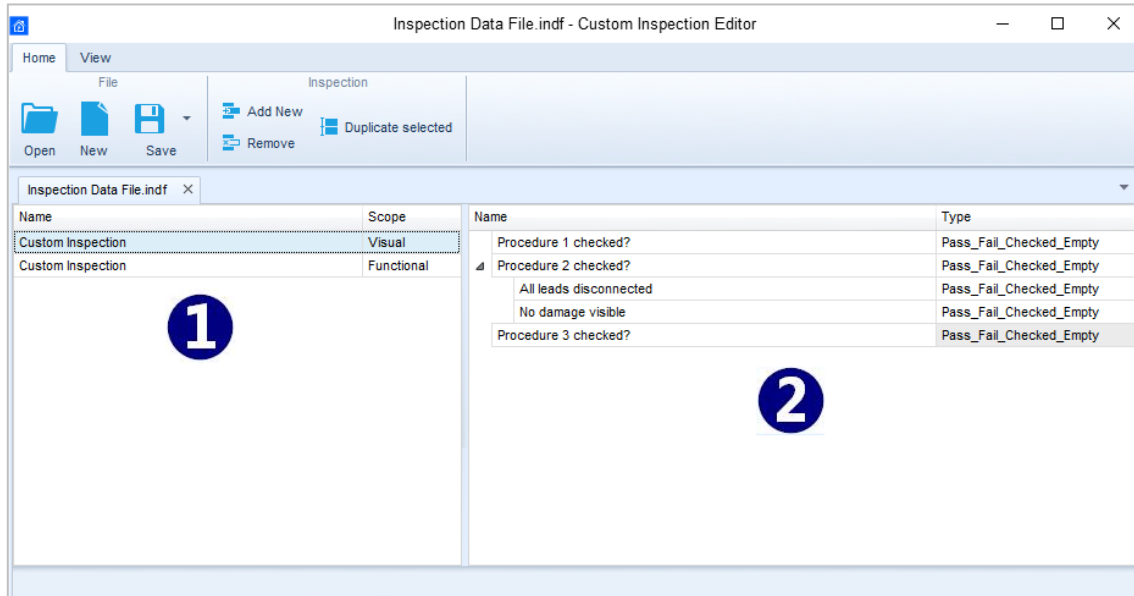 Inspection Data File.indf - Custom Inspection Editor
Home View
File Inspection
Open New Save Add New Remove Duplicate selected
Inspection Data File.indf
Name Scope Name Type
Custom Inspection Visual Procedure 1 checked? Pass_Fail_Checked_Empty
Custom Inspection Functional Procedure 2 checked? Pass_Fail_Checked_Empty
All leads disconnected Pass_Fail_Checked_Empty
No damage visible Pass_Fail_Checked_Empty
Procedure 3 checked? Pass_Fail_Checked_Empty
1
2